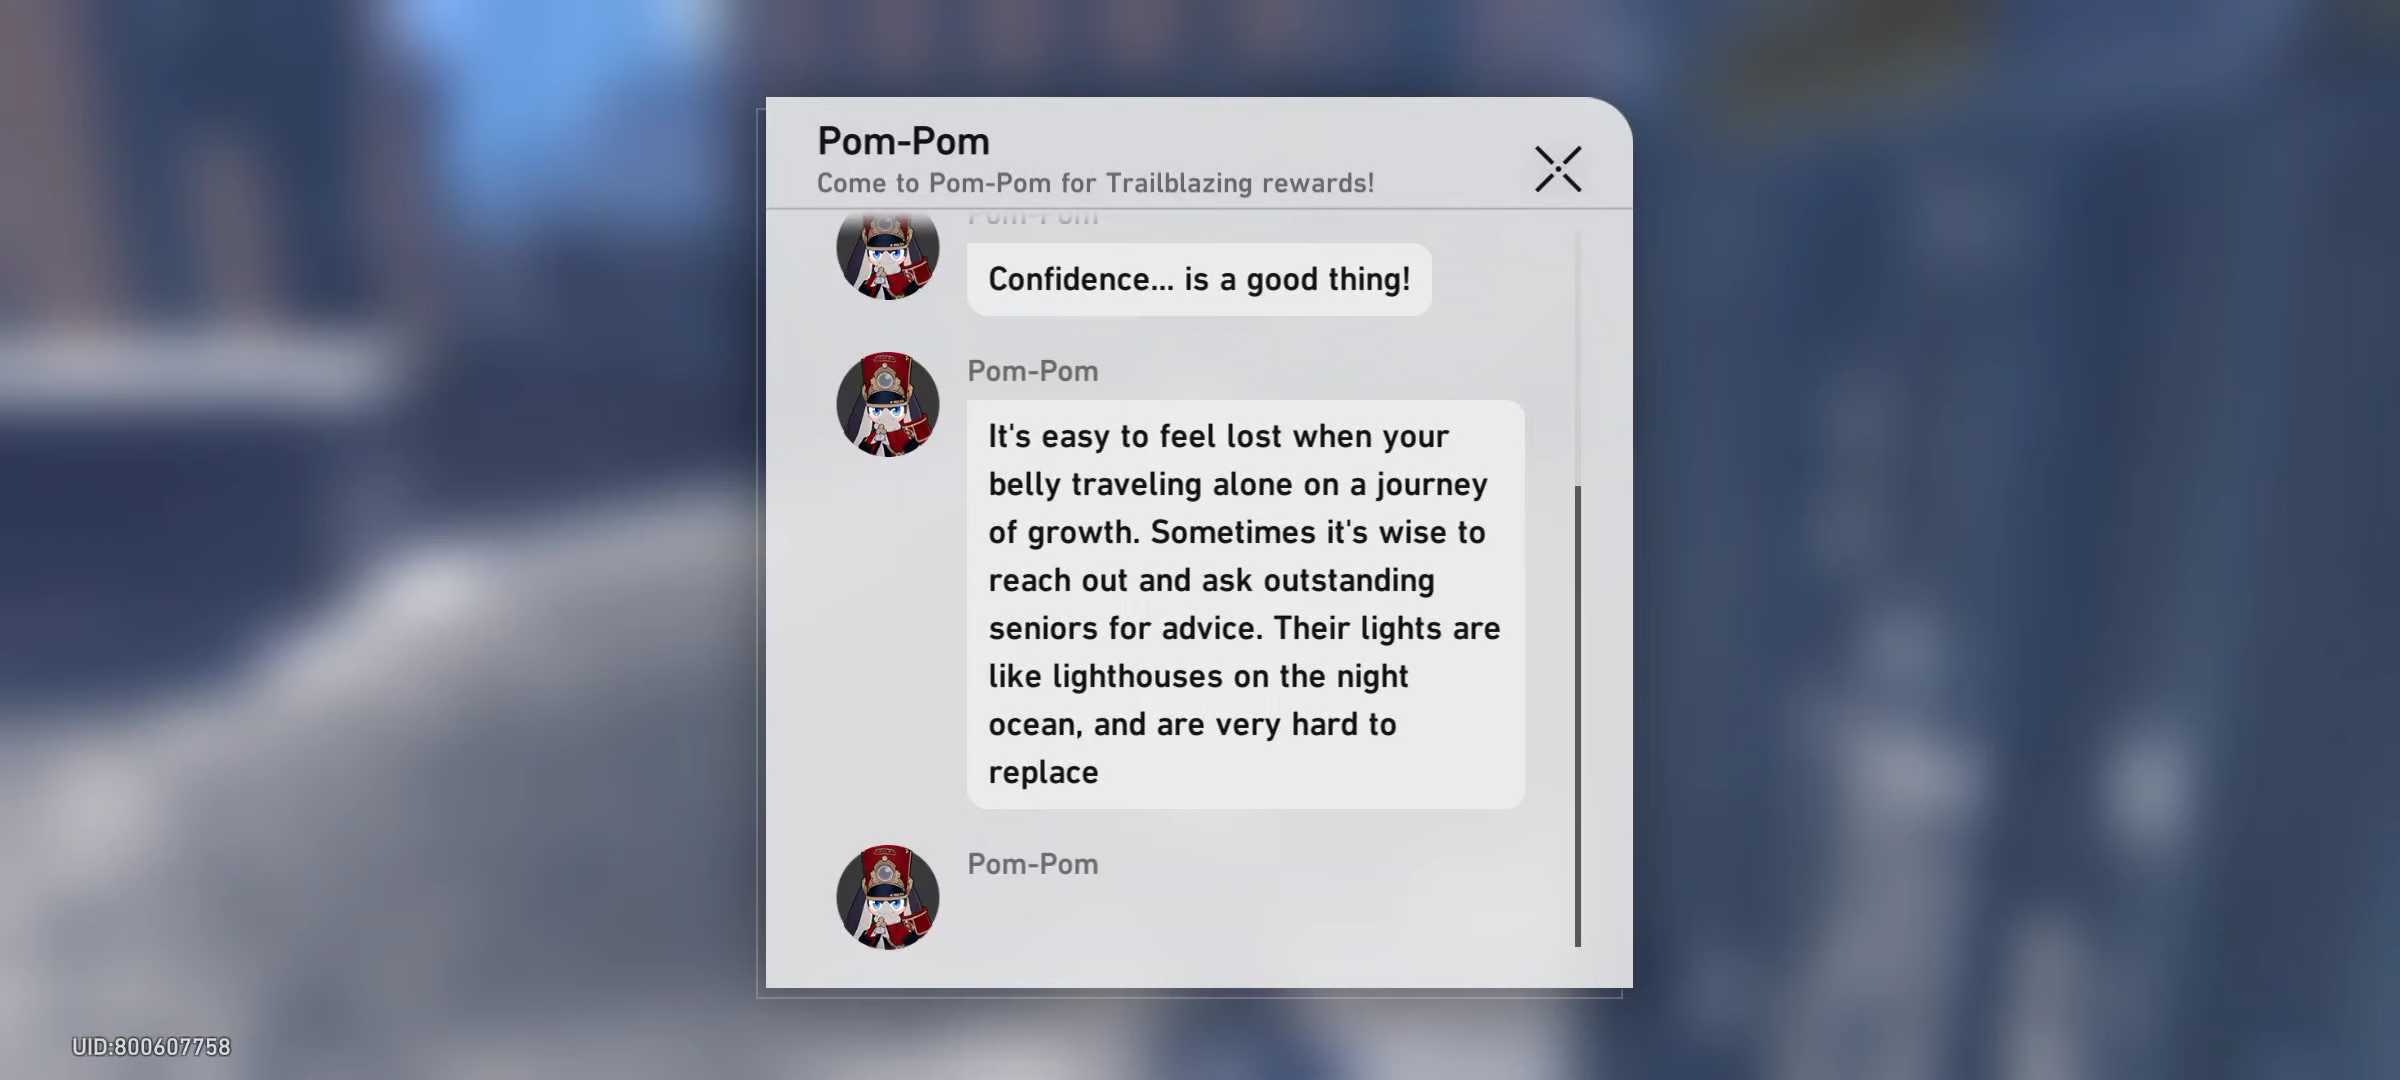 Pom-Pom
Come to Pom-Pom for Trailblazing rewards!
Pom-Pom
Confidence... is a good thing!
Pom-Pom
It's easy to feel lost when your
belly traveling alone on a journey
of growth. Sometimes it's wise to
reach out and ask outstanding
seniors for advice. Their lights are
like lighthouses on the night
ocean, and are very hard to
replace
Pom-Pom
UID:800607758